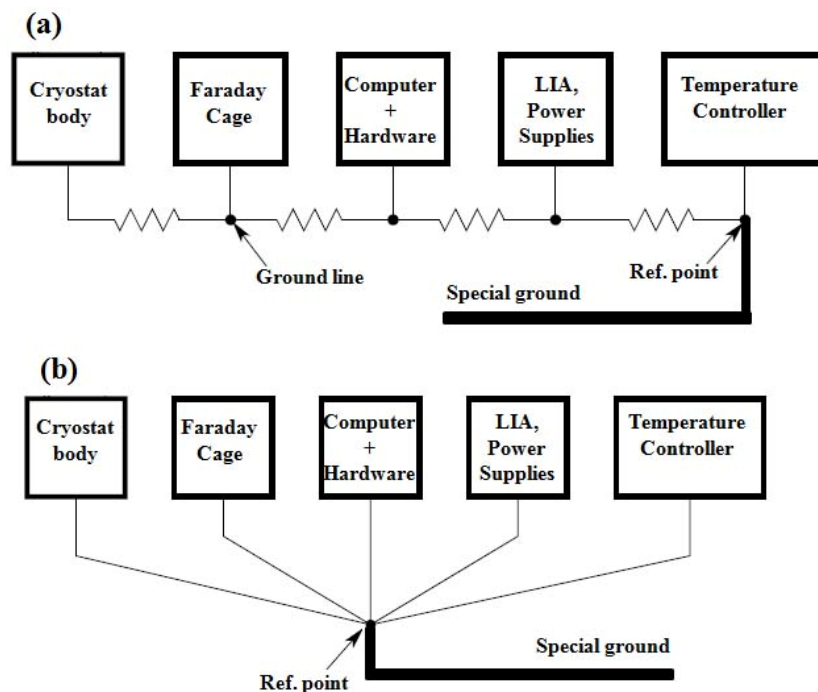 (a)
Cryostat
body
Faraday
Cage
Computer
+
Hardware
LIA,
Power
Supplies
Temperature
Controller
Ground line
Ref. point
Special ground
(b)
Cryostat
body
Faraday
Cage
Computer
+
Hardware
LIA,
Power
Supplies
Temperature
Controller
Special ground
Ref. point